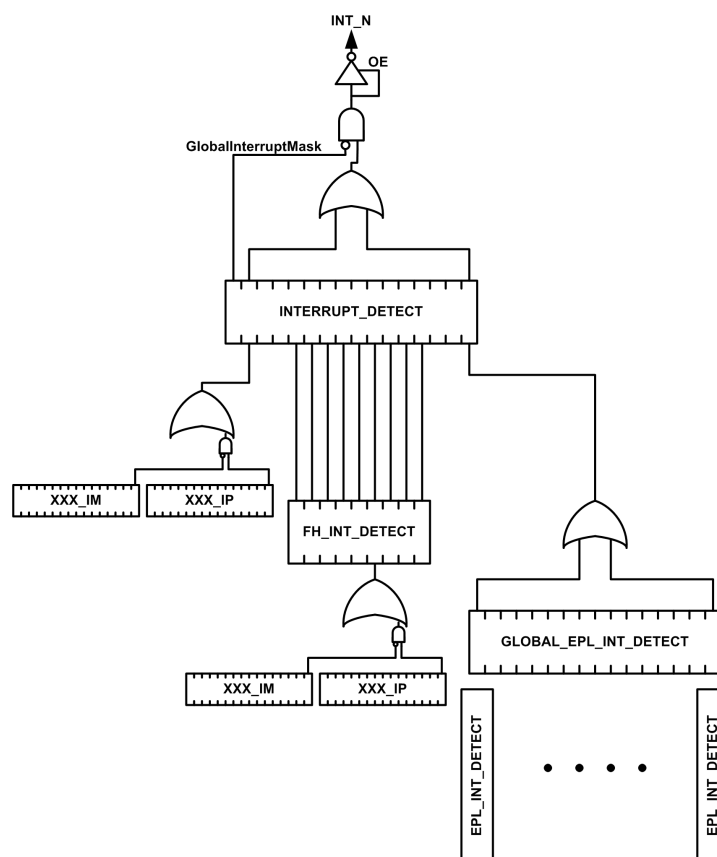 INT_N
OE
GlobalInterruptMask
INTERRUPT_DETECT
XXX_IM
XXX_IP
FH_INT_DETECT
GLOBAL_EPL_INT_DETECT
XXX_IM
XXX_IP
EPL_INT_DETECT
EPL_INT_DETECT